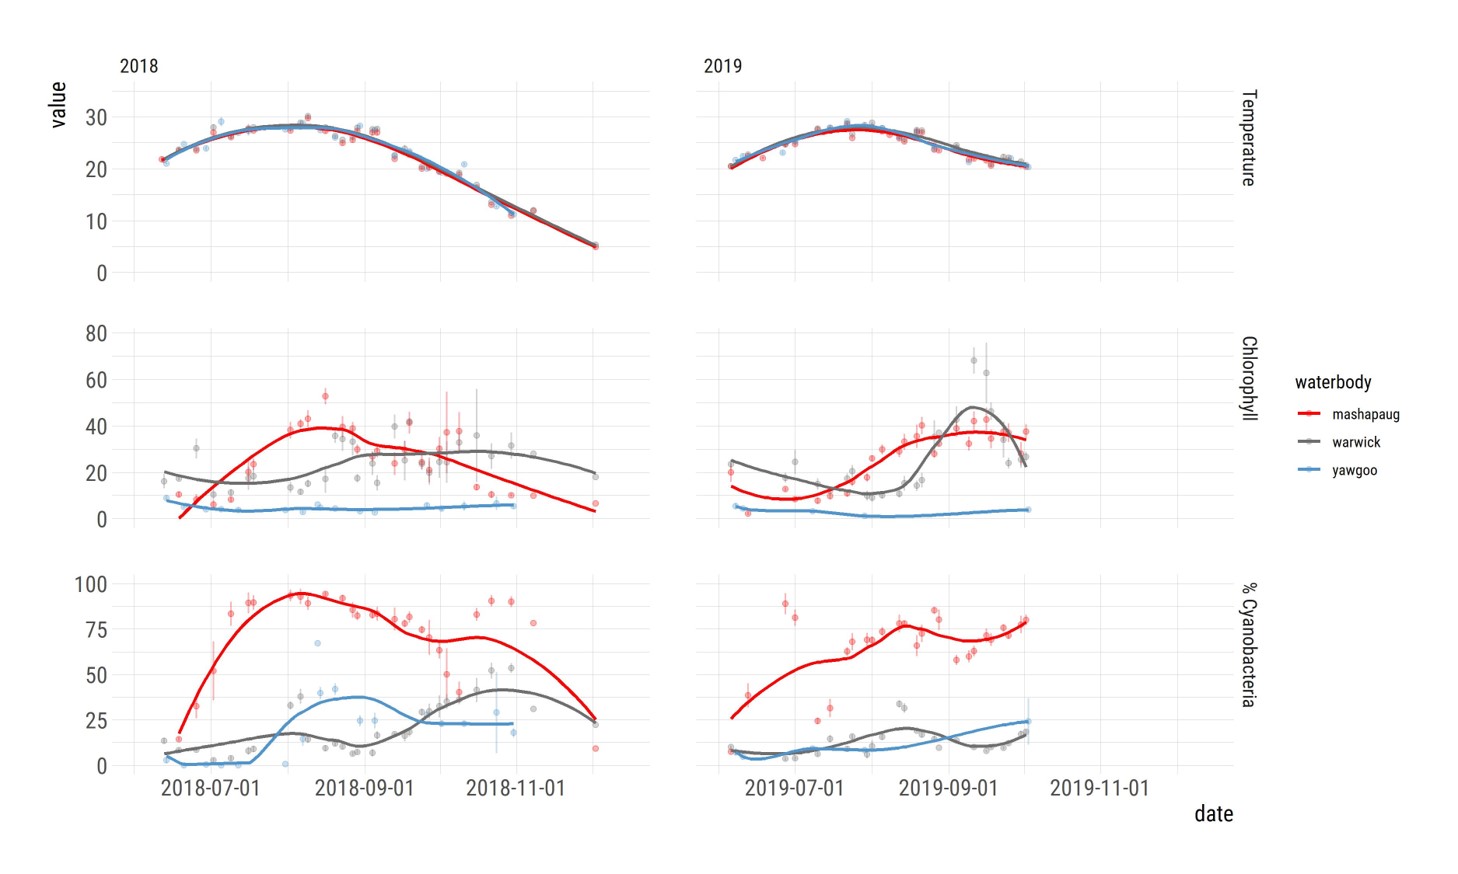 2018
2019
value
30
20
10
0
Temperature
80
60
40
20
0
Chlorophyll
100
75
50
25
0
% Cyanobacteria
2018-07-01
2018-09-01
2018-11-01
2019-07-01
2019-09-01
2019-11-01
date
waterbody
mashapaug
warwick
yawgoo